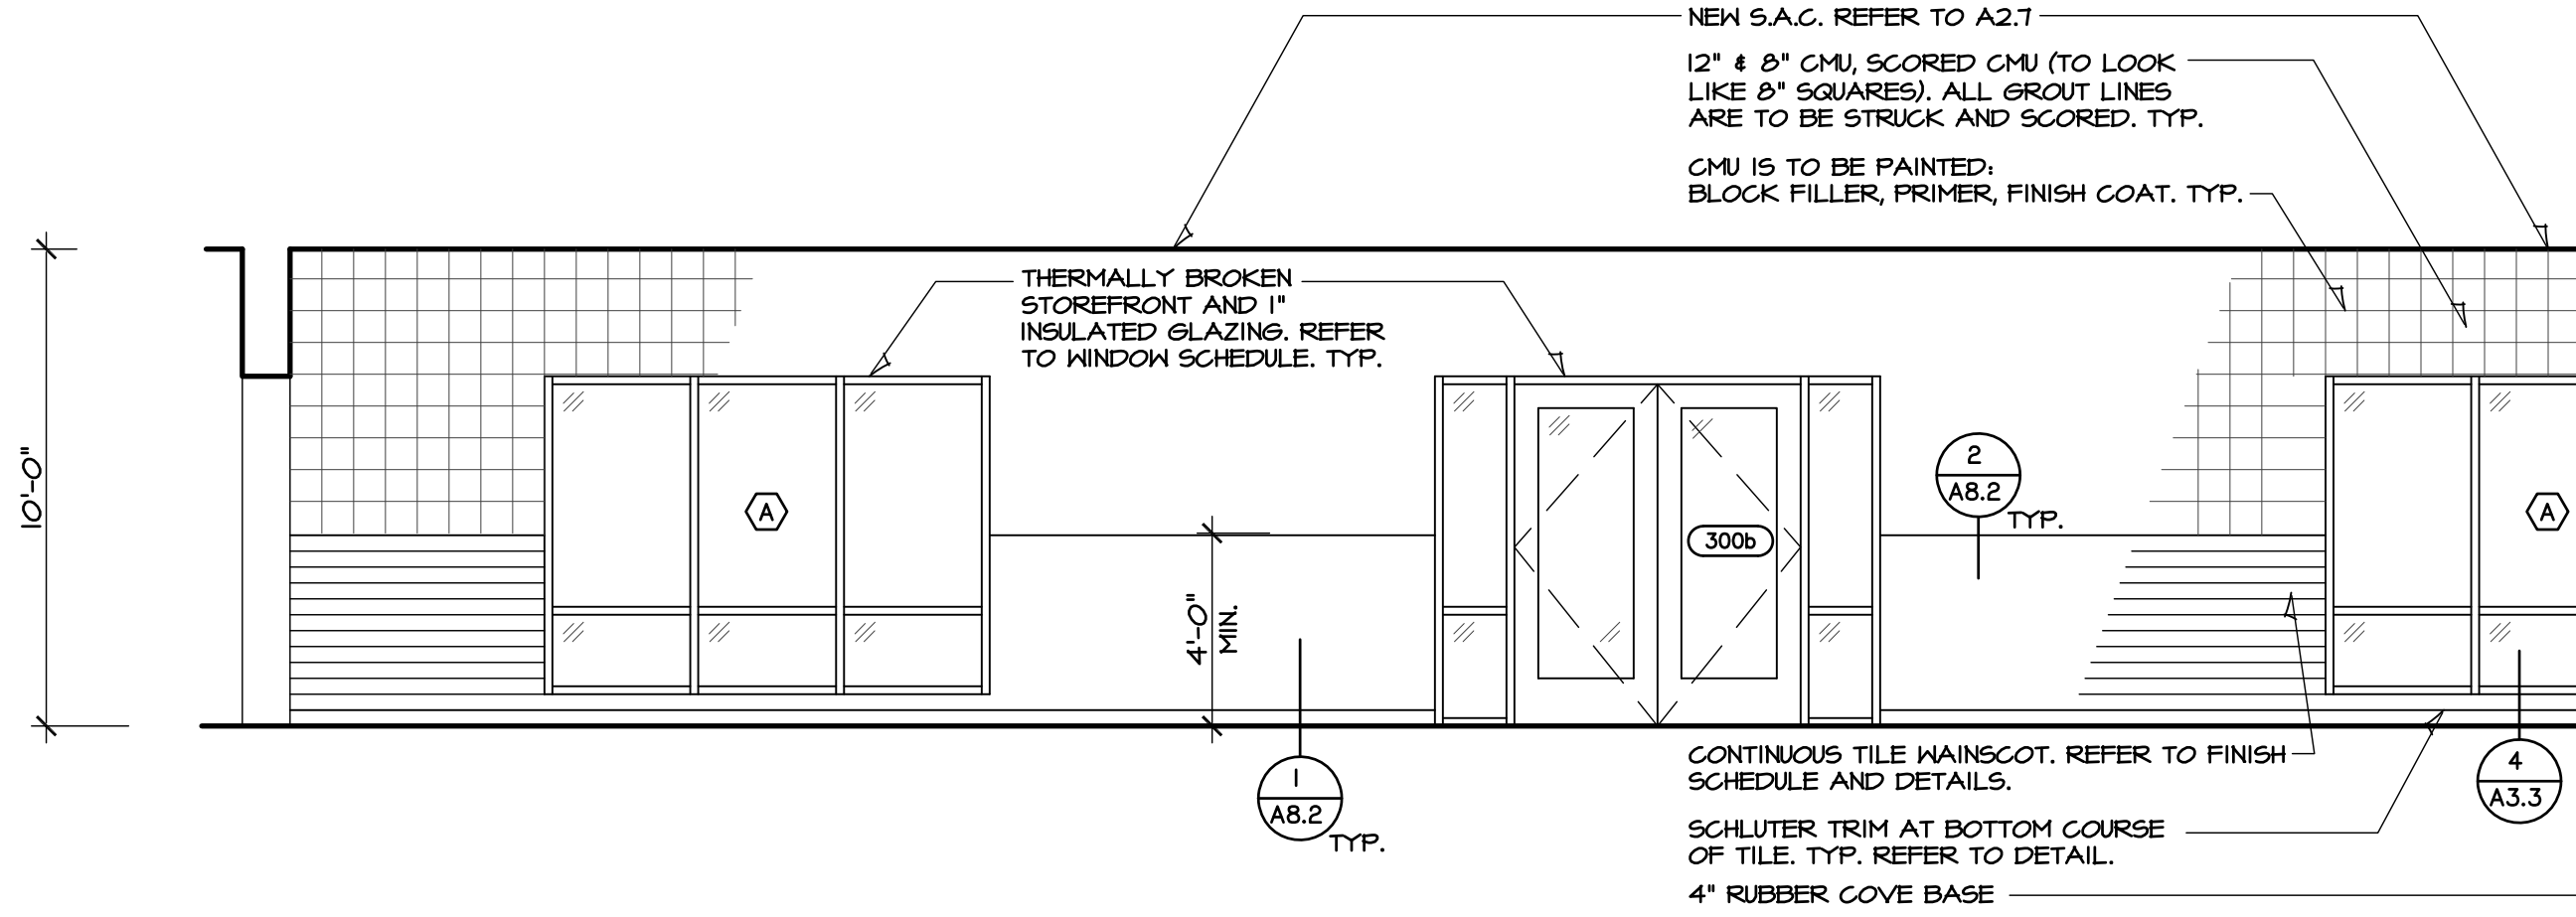 NEW S.A.C. REFER TO A2.7
12" & 8" CMU, SCORED CMU (TO LOOK
LIKE 8" SQUARES). ALL GROUT LINES
ARE TO BE STRUCK AND SCORED. TYP.
CMU IS TO BE PAINTED:
BLOCK FILLER, PRIMER, FINISH COAT. TYP.
THERMALLY BROKEN
STOREFRONT AND 1"
INSULATED GLAZING. REFER
TO WINDOW SCHEDULE. TYP.
10'-0"
A
2
A8.2
TYP.
A
300b
4'-0"
MIN.
CONTINUOUS TILE WAINSCOT. REFER TO FINISH
SCHEDULE AND DETAILS.
1
A8.2
TYP.
4
A3.3
SCHLUTER TRIM AT BOTTOM COURSE
OF TILE. TYP. REFER TO DETAIL.
4" RUBBER COVE BASE